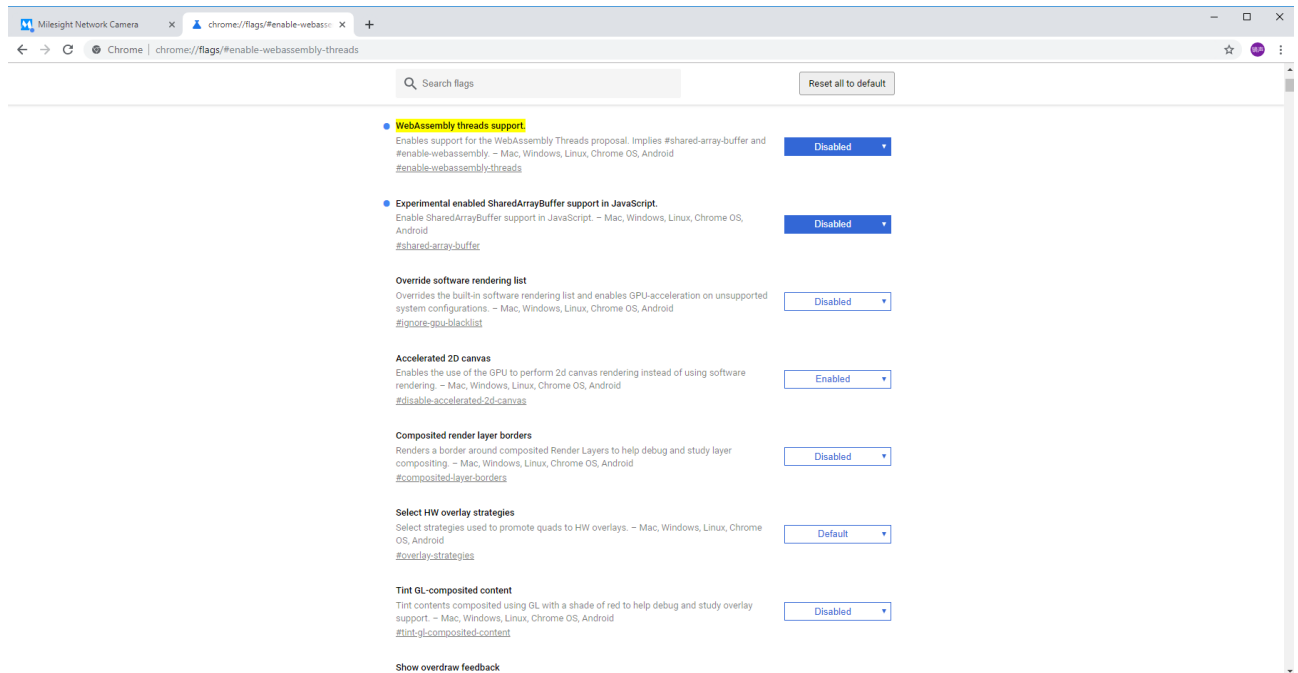 Milesight Network Camera
chrome://flags/#enable-webasse
Chrome | chrome://flags/#enable-webassembly-threads
Search flags
Reset all to default
WebAssembly threads support.
Enables support for the WebAssembly Threads proposal. Implies #shared-array-buffer and
#enable-webassembly. – Mac, Windows, Linux, Chrome OS, Android
#enable-webassembly-threads
Disabled
Experimental enabled SharedArrayBuffer support in JavaScript.
Enable SharedArrayBuffer support in JavaScript. – Mac, Windows, Linux, Chrome OS,
Android
#shared-array-buffer
Disabled
Override software rendering list
Overrides the built-in software rendering list and enables GPU-acceleration on unsupported
system configurations. – Mac, Windows, Linux, Chrome OS, Android
#ignore-gpu-blacklist
Disabled
Accelerated 2D canvas
Enables the use of the GPU to perform 2d canvas rendering instead of using software
rendering. – Mac, Windows, Linux, Chrome OS, Android
#disable-accelerated-2d-canvas
Enabled
Composited render layer borders
Renders a border around composited Render Layers to help debug and study layer
compositing. – Mac, Windows, Linux, Chrome OS, Android
#composited-layer-borders
Disabled
Select HW overlay strategies
Select strategies used to promote quads to HW overlays. – Mac, Windows, Linux, Chrome
OS, Android
#overlay-strategies
Default
Tint GL-composited content
Tint contents composited using GL with a shade of red to help debug and study overlay
support. – Mac, Windows, Linux, Chrome OS, Android
#tint-gl-composited-content
Disabled
Show overdraw feedback